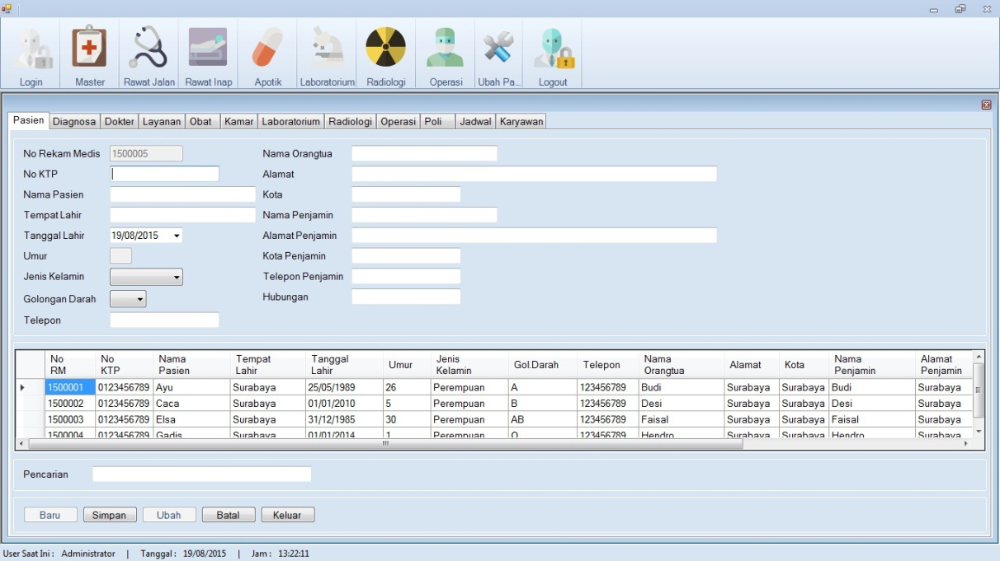 Login Master Rawat Jalan Rawat Inap Apotik Laboratorium Radiologi Operasi Ubah Pa... Logout
Pasien Diagnosa Dokter Layanan Obat Kamar Laboratorium Radiologi Operasi Poli Jadwal Karyawan
No Rekam Medis 1500005 Nama Orangtua
No KTP Alamat
Nama Pasien Kota
Tempat Lahir Nama Penjamin
Tanggal Lahir 19/08/2015 Alamat Penjamin
Umur Kota Penjamin
Jenis Kelamin Telepon Penjamin
Golongan Darah Hubungan
Telepon
No RM No KTP Nama Pasien Tempat Lahir Tanggal Lahir Umur Jenis Kelamin Gol.Darah Telepon Nama Orangtua Alamat Kota Nama Penjamin Alamat Penjamin
1500001 0123456789 Ayu Surabaya 25/05/1989 26 Perempuan A 123456789 Budi Surabaya Surabaya Budi Surabaya
1500002 0123456789 Caca Surabaya 01/01/2010 5 Perempuan B 123456789 Desi Surabaya Surabaya Desi Surabaya
1500003 0123456789 Elsa Surabaya 31/12/1985 30 Perempuan AB 123456789 Faisal Surabaya Surabaya Faisal Surabaya
1500004 0123456789 Gadis Surabaya 01/01/2014 1 Perempuan O 123456789 Hendro Surabaya Surabaya Hendro Surabaya
Pencarian
Baru Simpan Ubah Batal Keluar
User Saat Ini : Administrator | Tanggal : 19/08/2015 | Jam : 13:22:11